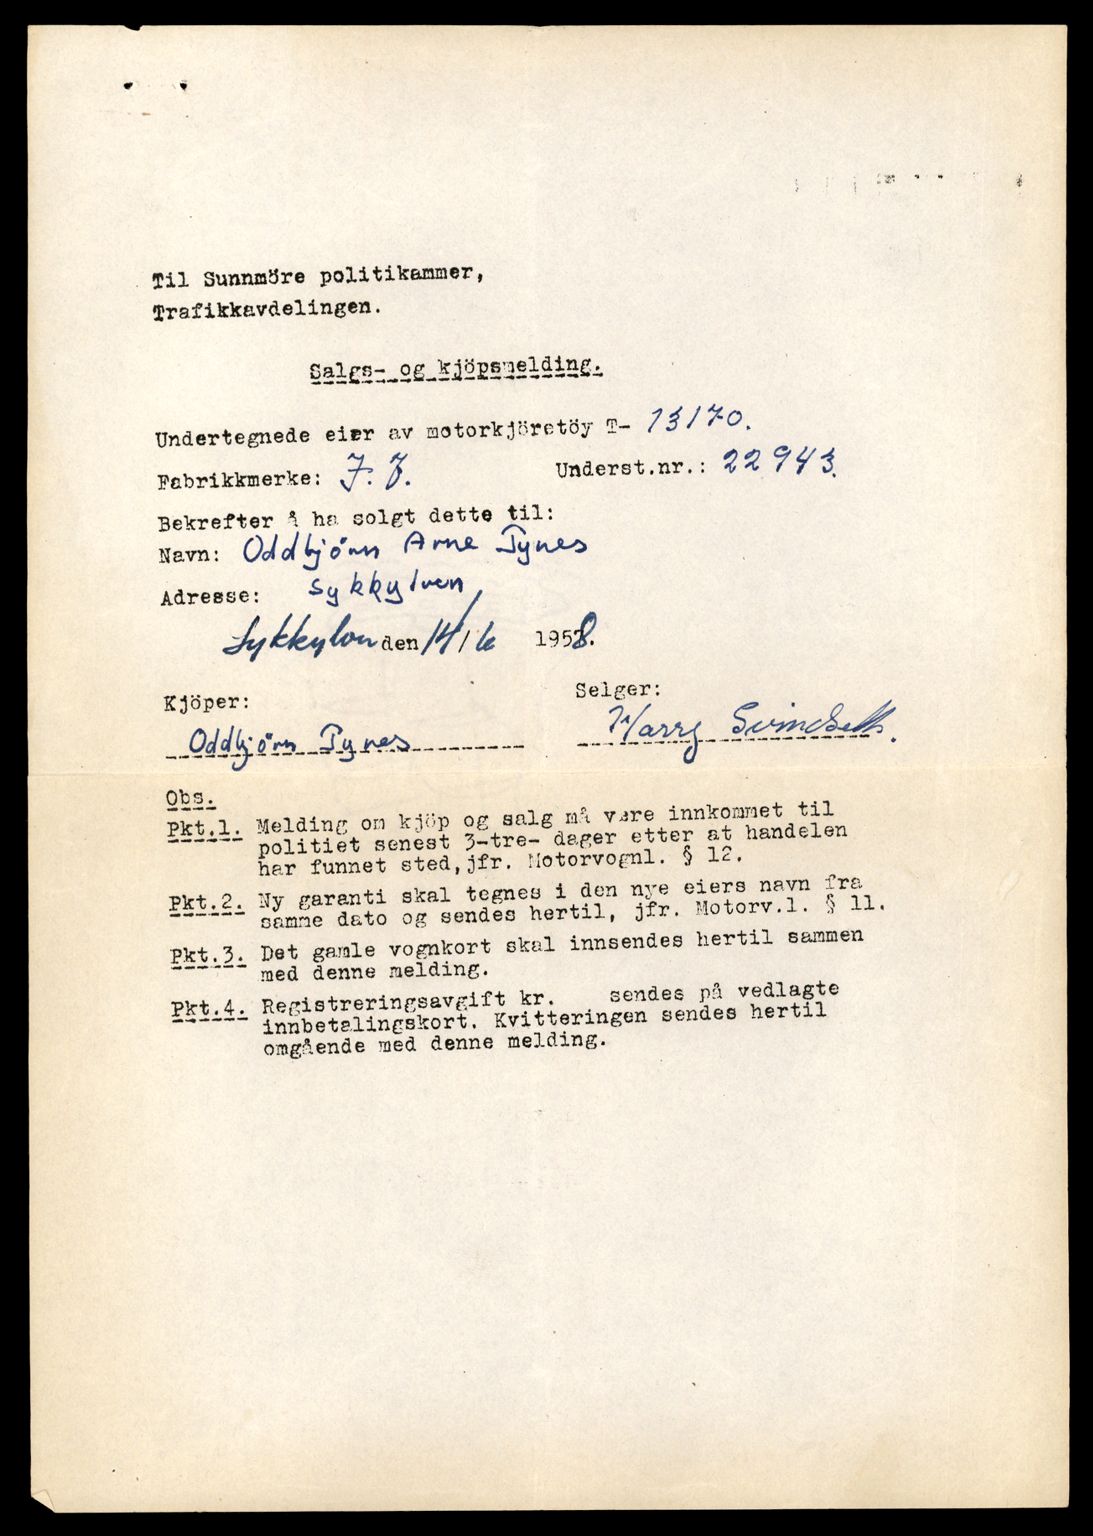 Til Sunnmöre politikammer,
Trafikkavdelingen.
Salgs- og kjöpsmelding.
Undertegnede eier av motorkjöretöy T- 13170.
Fabrikkmerke: J. J. Underst.nr.: 22943.
Bekrefter å ha solgt dette til:
Navn: Oddbjörn Arne Tynes
Adresse: Sykkylven
Sykkylven den 14/6 1958.
Kjöper: Selger:
Oddbjörn Tynes Harry Svindseth.
Obs.
Pkt.1. Melding om kjöp og salg må være innkommet til
politiet senest 3-tre- dager etter at handelen
har funnet sted, jfr. Motorvognl. § 12.
Pkt.2. Ny garanti skal tegnes i den nye eiers navn fra
samme dato og sendes hertil, jfr. Motorv.l. § 11.
Pkt.3. Det gamle vognkort skal innsendes hertil sammen
med denne melding.
Pkt.4. Registreringsavgift kr. sendes på vedlagte
innbetalingskort. Kvitteringen sendes hertil
omgående med denne melding.